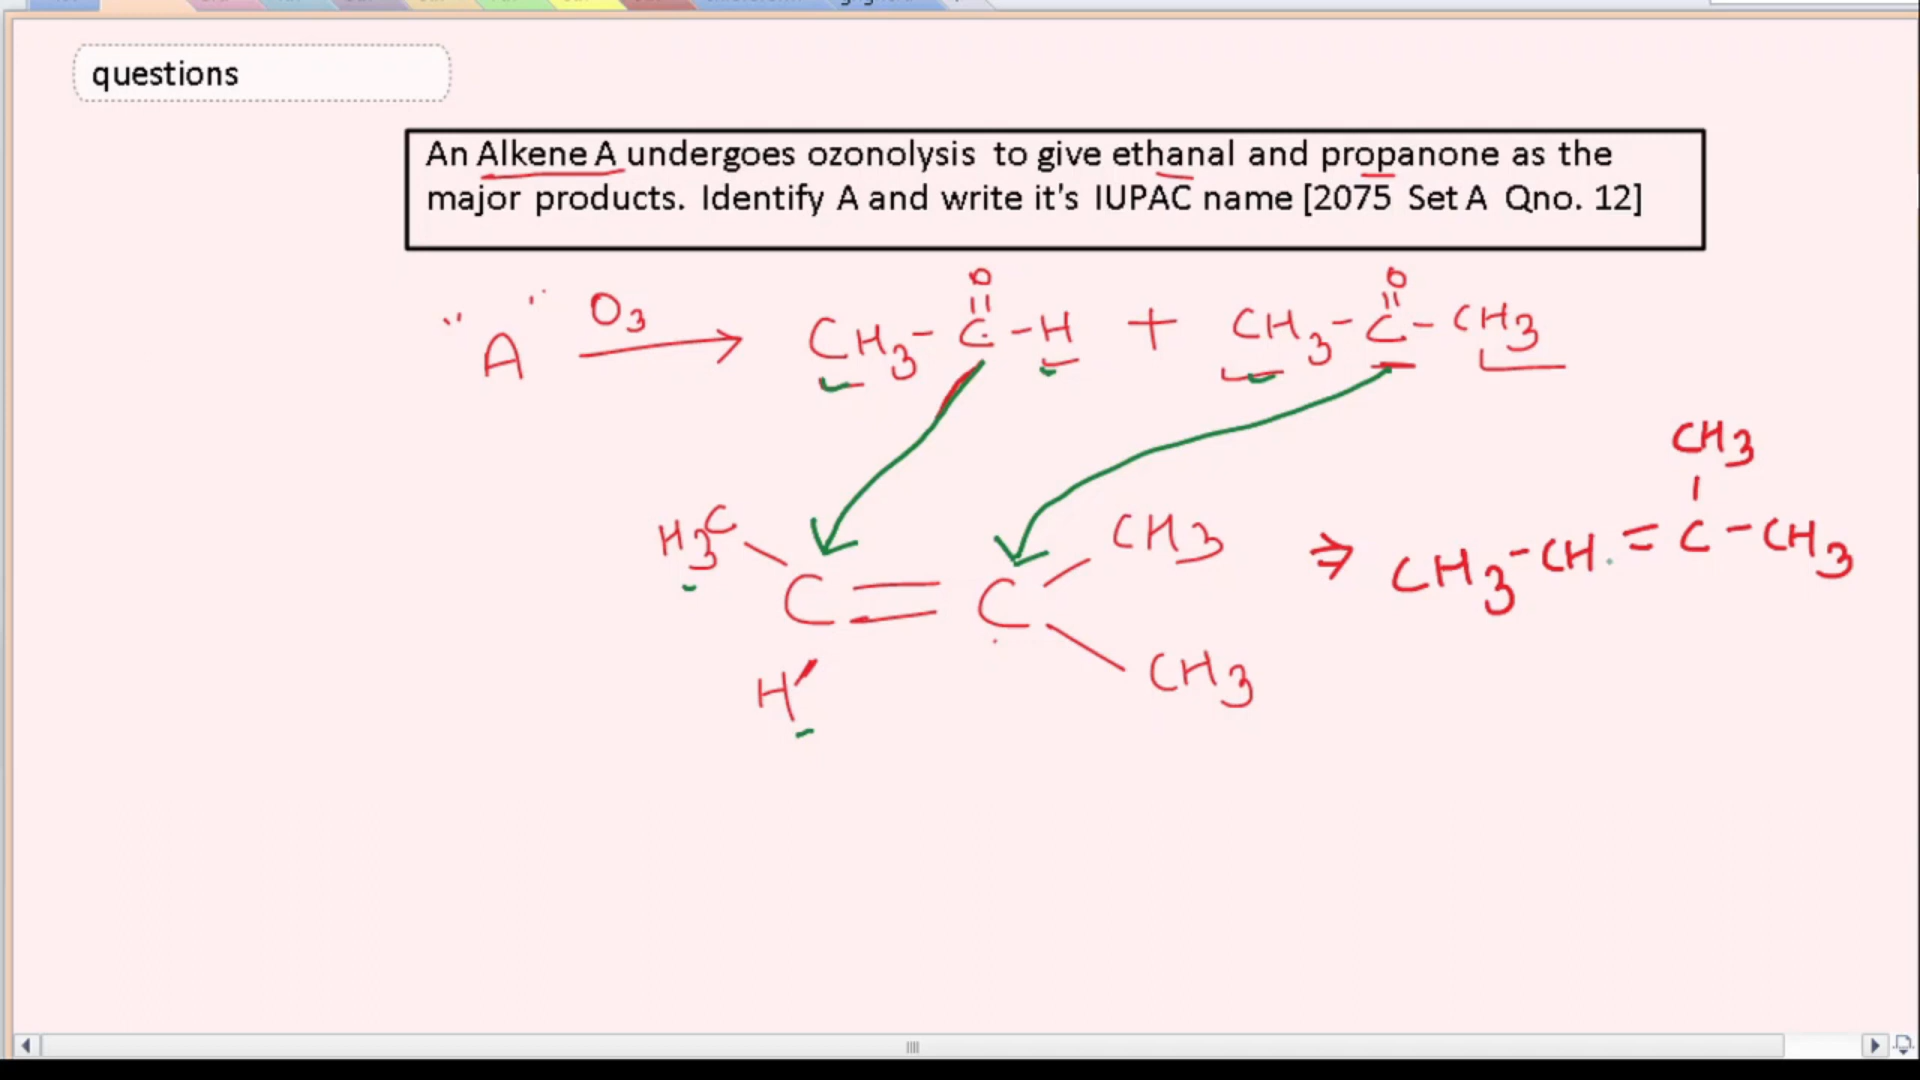 questions
An Alkene A undergoes ozonolysis to give ethanal and propanone as the
major products. Identify A and write it's IUPAC name [2075 Set A Qno. 12]
"A" O3 CH3-C-H + CH3-C-CH3
O O
H3C C=C CH3
H CH3
⇒ CH3-CH=C-CH3
CH3